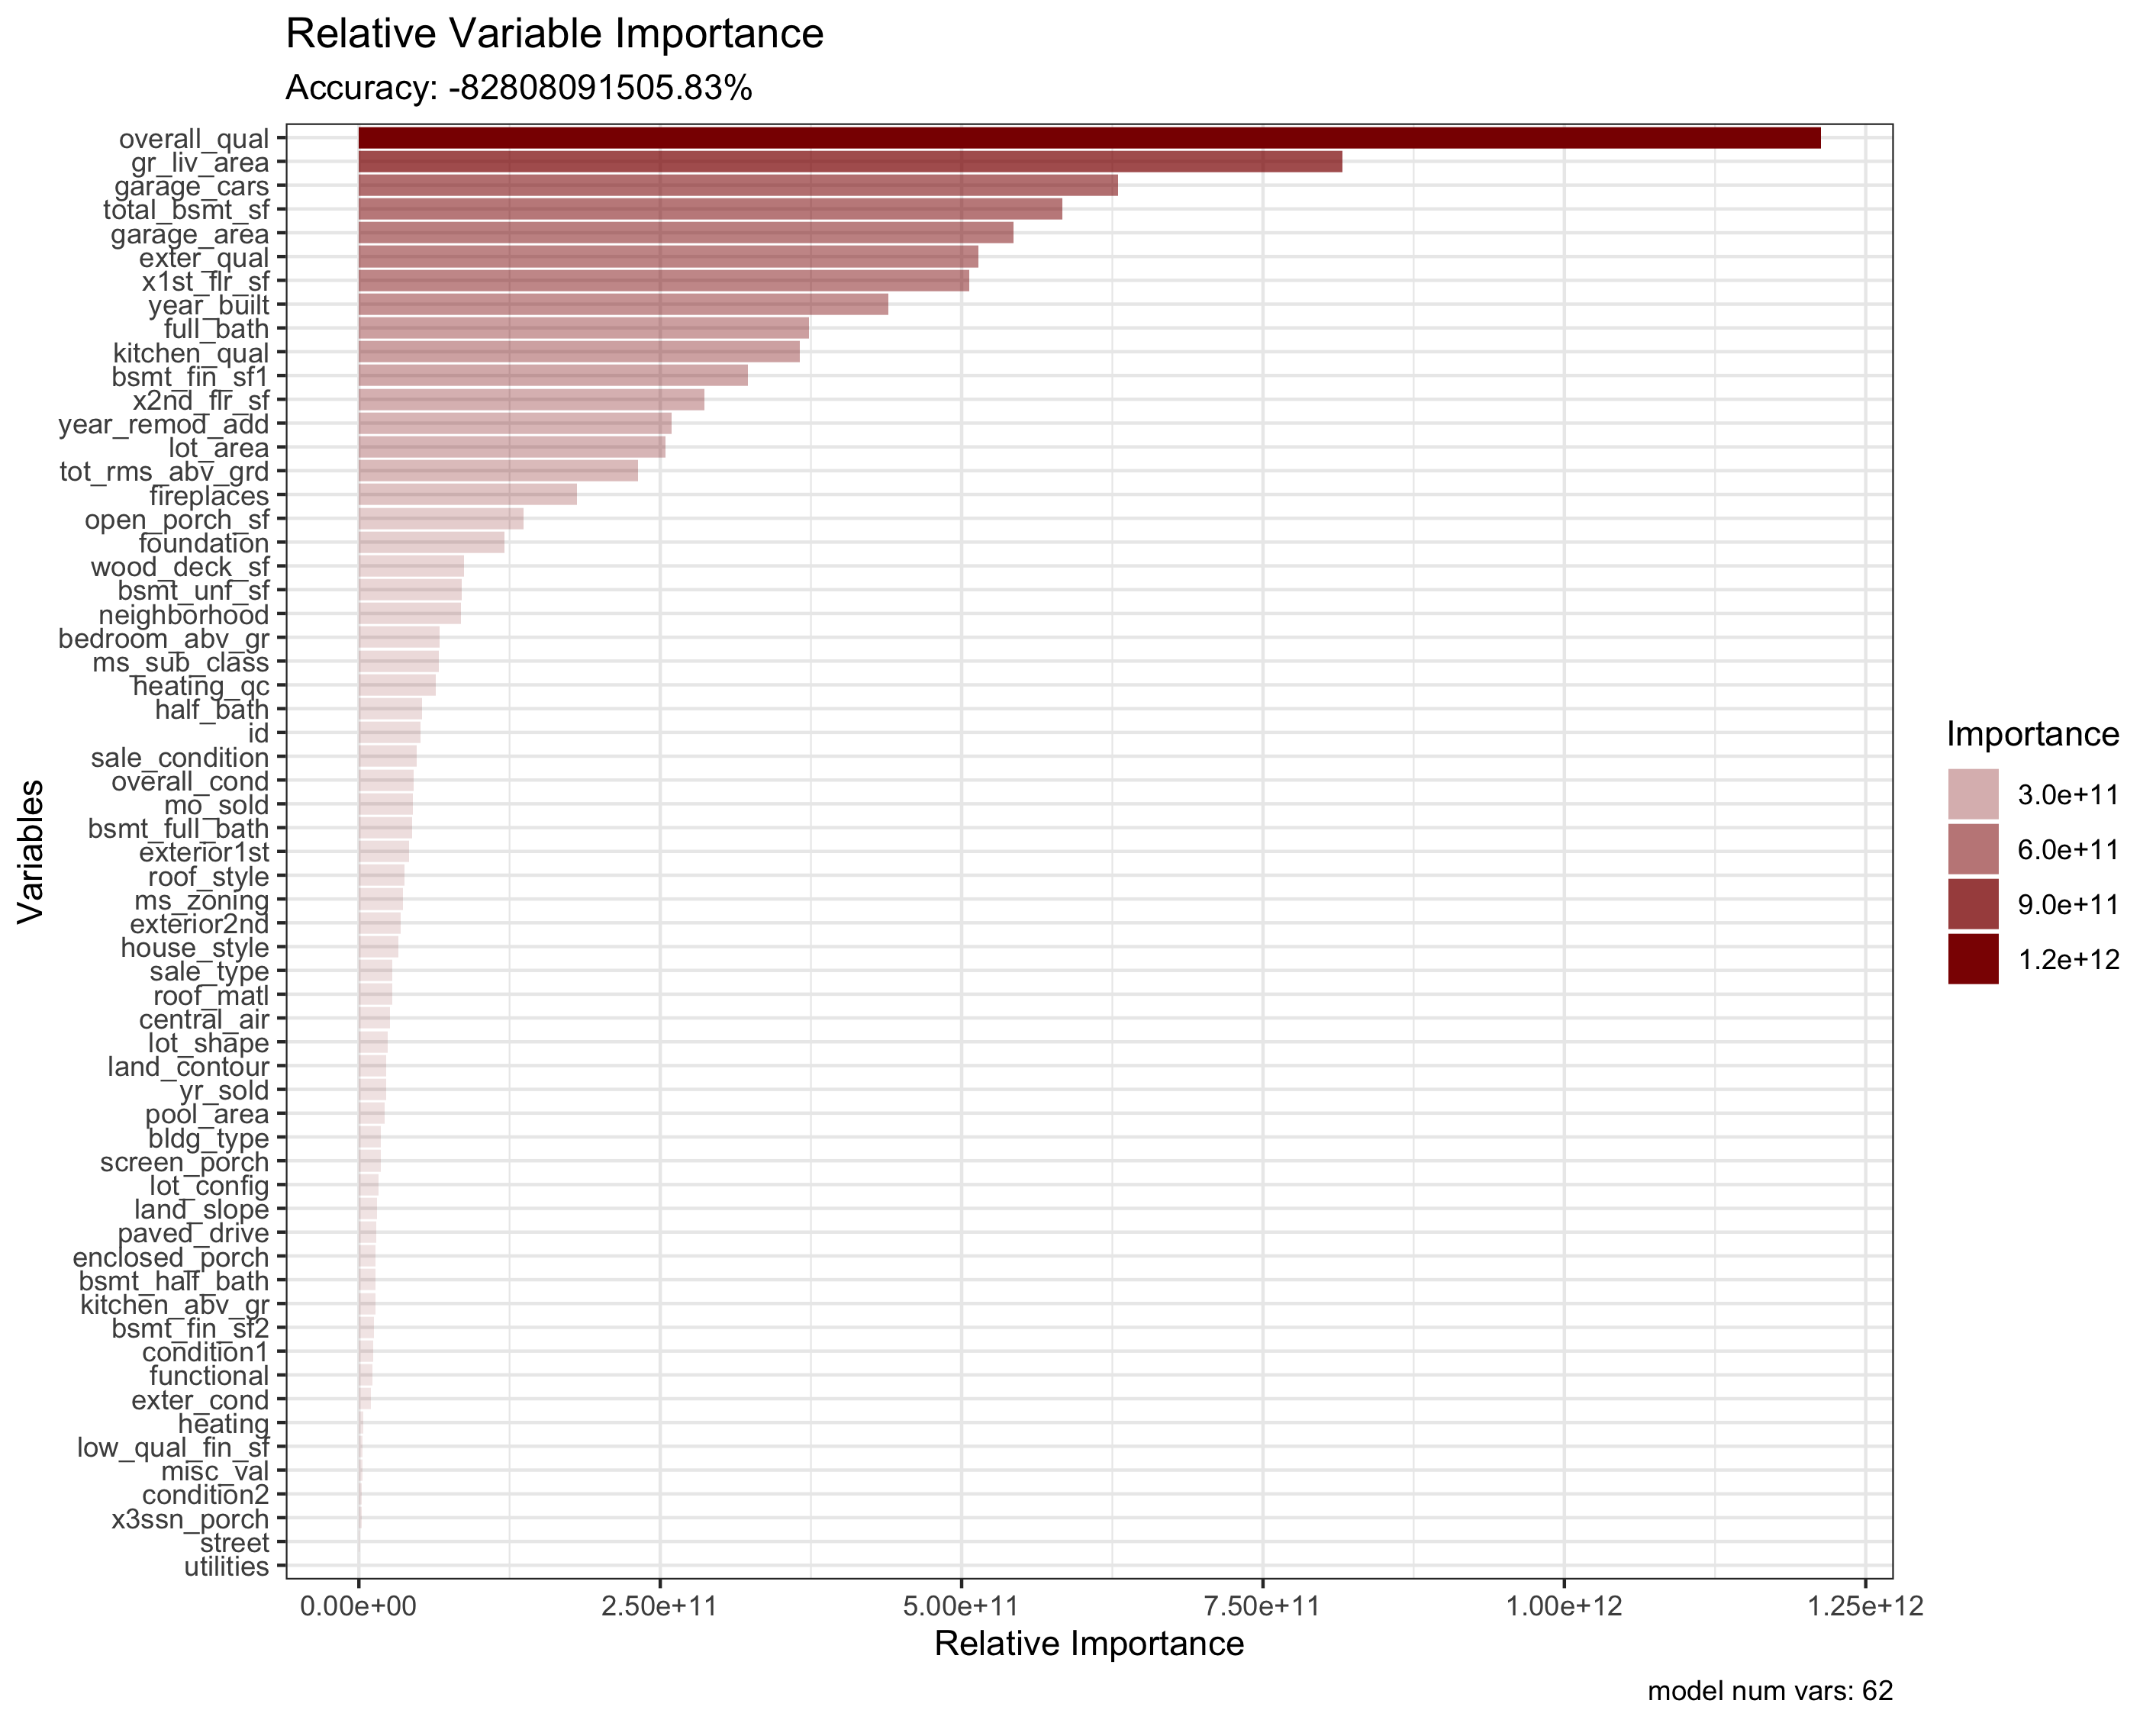 Relative Variable Importance
Accuracy: -82808091505.83%
Variables
overall_qual
gr_liv_area
garage_cars
total_bsmt_sf
garage_area
exter_qual
x1st_flr_sf
year_built
full_bath
kitchen_qual
bsmt_fin_sf1
x2nd_flr_sf
year_remod_add
lot_area
tot_rms_abv_grd
fireplaces
open_porch_sf
foundation
wood_deck_sf
bsmt_unf_sf
neighborhood
bedroom_abv_gr
ms_sub_class
heating_qc
half_bath
id
sale_condition
overall_cond
mo_sold
bsmt_full_bath
exterior1st
roof_style
ms_zoning
exterior2nd
house_style
sale_type
roof_matl
central_air
lot_shape
land_contour
yr_sold
pool_area
bldg_type
screen_porch
lot_config
land_slope
paved_drive
enclosed_porch
bsmt_half_bath
kitchen_abv_gr
bsmt_fin_sf2
condition1
functional
exter_cond
heating
low_qual_fin_sf
misc_val
condition2
x3ssn_porch
street
utilities
0.00e+00 2.50e+11 5.00e+11 7.50e+11 1.00e+12 1.25e+12
Relative Importance
Importance
3.0e+11
6.0e+11
9.0e+11
1.2e+12
model num vars: 62